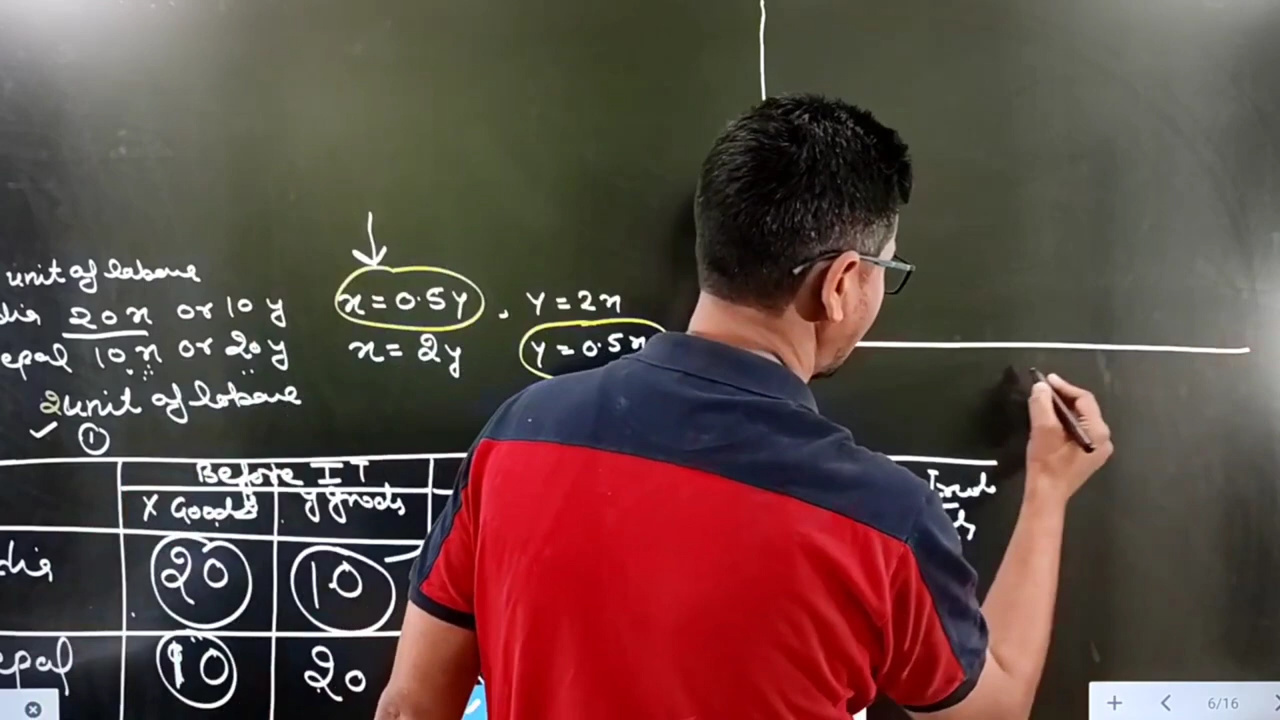 unit of labour
dia 20x or 10y
epal 10x or 20y
2unit of labour
①
x = 0.5y , y = 2x
x = 2y
y = 0.5x
Before IT
X Goods y goods
dia 20 10
epal 10 20
6/16